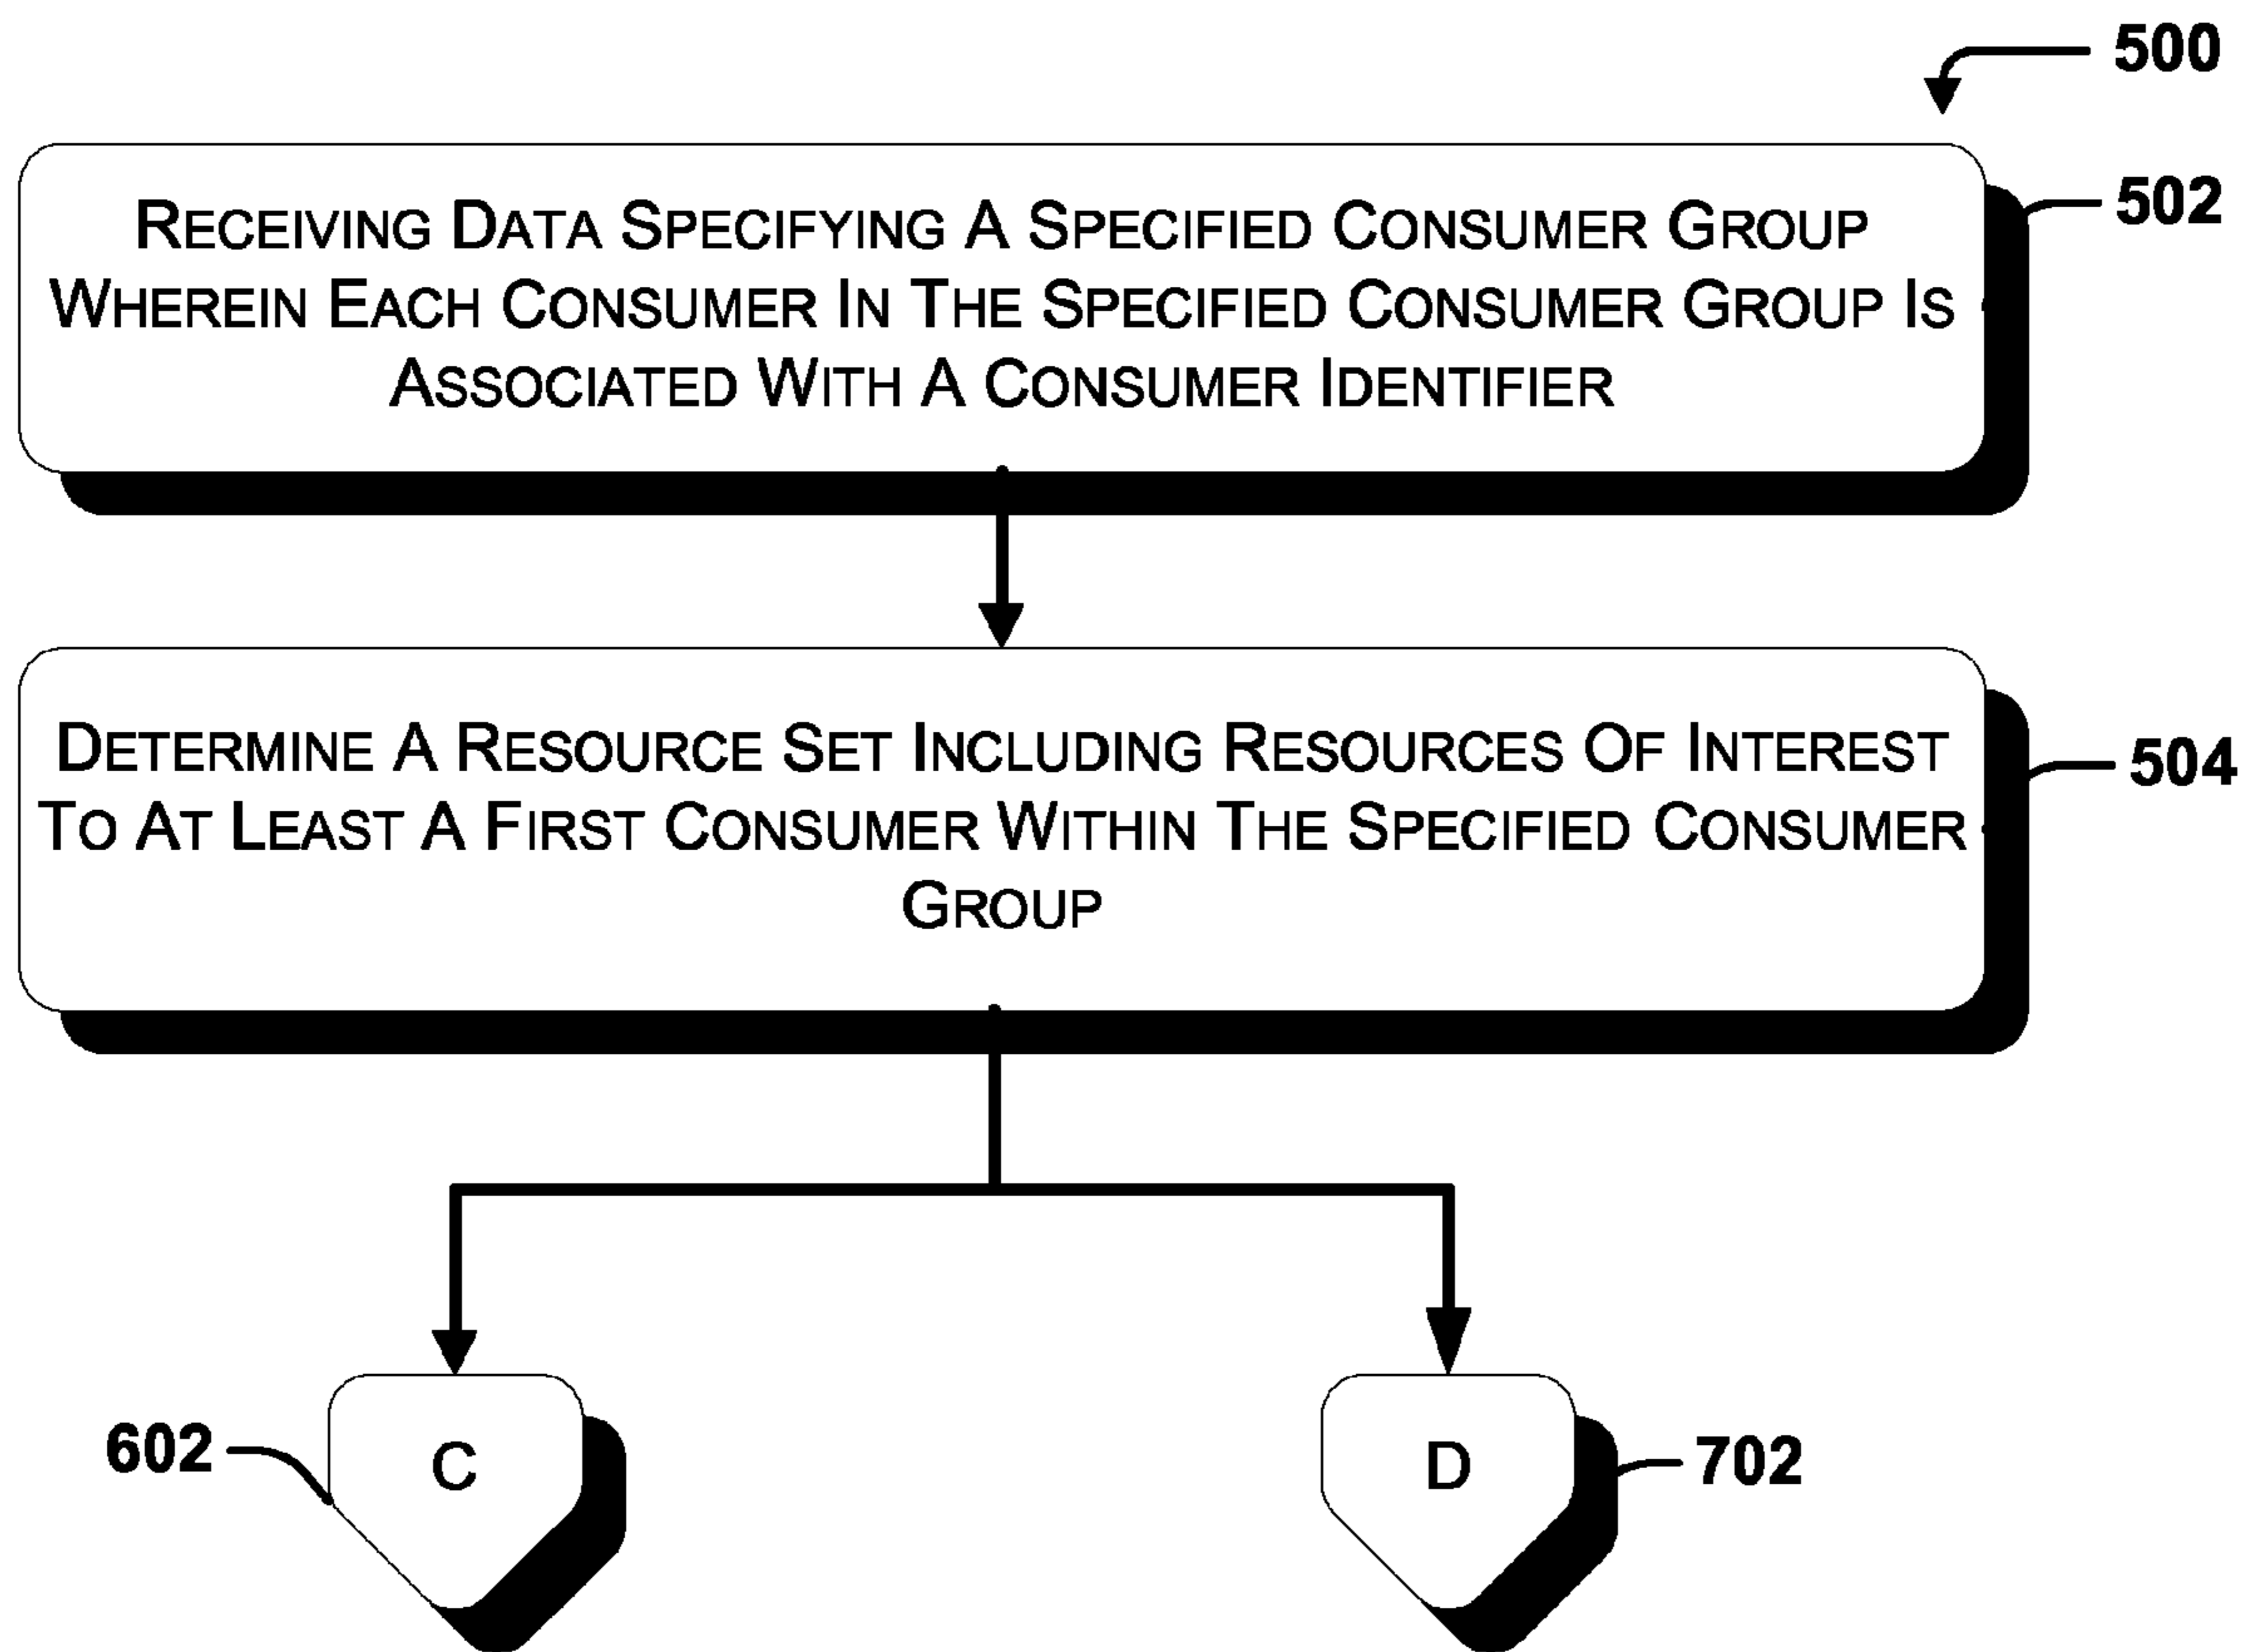 500
RECEIVING DATA SPECIFYING A SPECIFIED CONSUMER GROUP
502
WHEREIN EACH CONSUMER IN THE SPECIFIED CONSUMER GROUP IS
ASSOCIATED WITH A CONSUMER IDENTIFIER
DETERMINE A RESOURCE SET INCLUDING RESOURCES OF INTEREST
504
TO AT LEAST A FIRST CONSUMER WITHIN THE SPECIFIED CONSUMER
GROUP
602
C
D
702